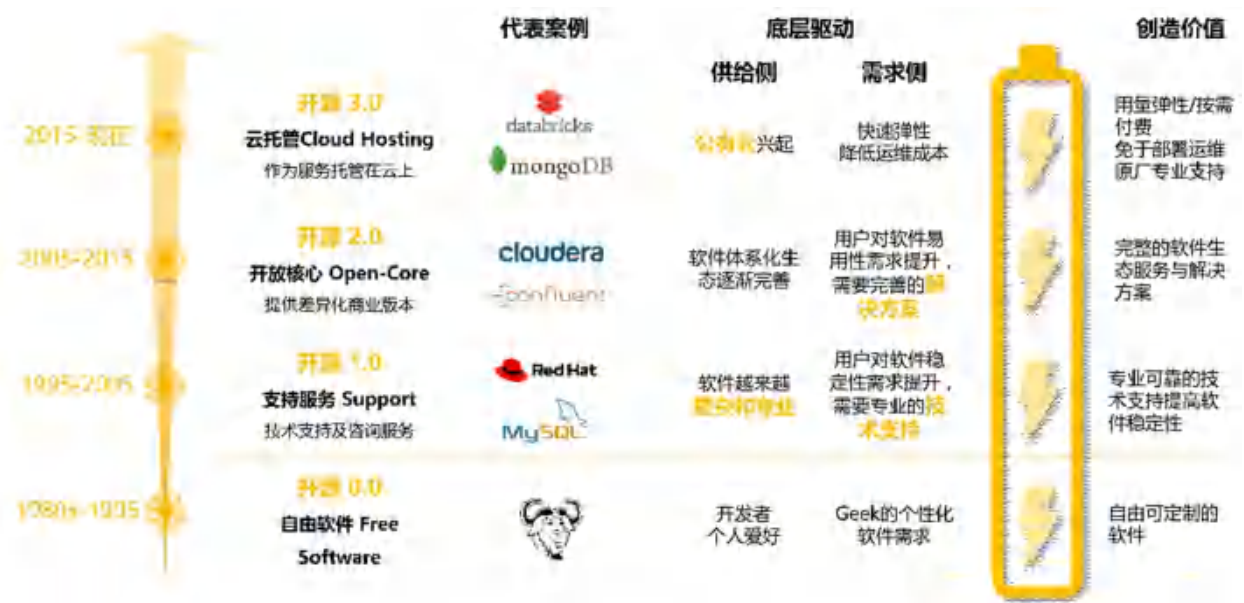 代表案例
底层驱动
创造价值
供给侧
需求侧
2015-现在
开源 3.0
云托管Cloud Hosting
作为服务托管在云上
databricks
mongoDB
公有云兴起
快速弹性
降低运维成本
用量弹性/按需
付费
免于部署运维
原厂专业支持
2005-2015
开源 2.0
开放核心 Open-Core
提供差异化商业版本
cloudera
confluent
软件体系化生
态逐渐完善
用户对软件易
用性需求提升，
需要完善的解
决方案
完整的软件生
态服务与解决
方案
1995-2005
开源 1.0
支持服务 Support
技术支持及咨询服务
Red Hat
MySQL
软件越来越
复杂和专业
用户对软件稳
定性需求提升，
需要专业的技
术支持
专业可靠的技
术支持提高软
件稳定性
1980s-1995
开源 0.0
自由软件 Free
Software
开发者
个人爱好
Geek的个性化
软件需求
自由可定制的
软件